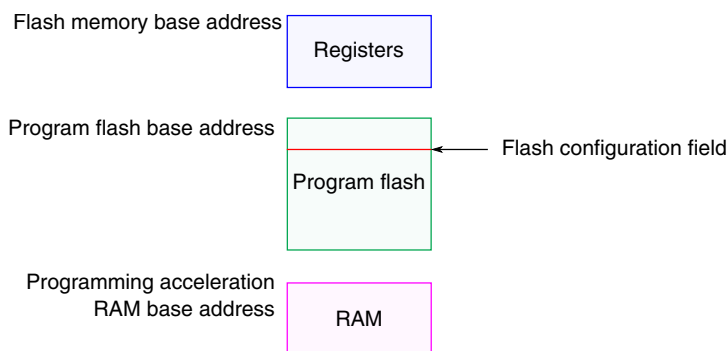 Flash memory base address
Registers
Program flash base address
Flash configuration field
Program flash
Programming acceleration
RAM base address
RAM